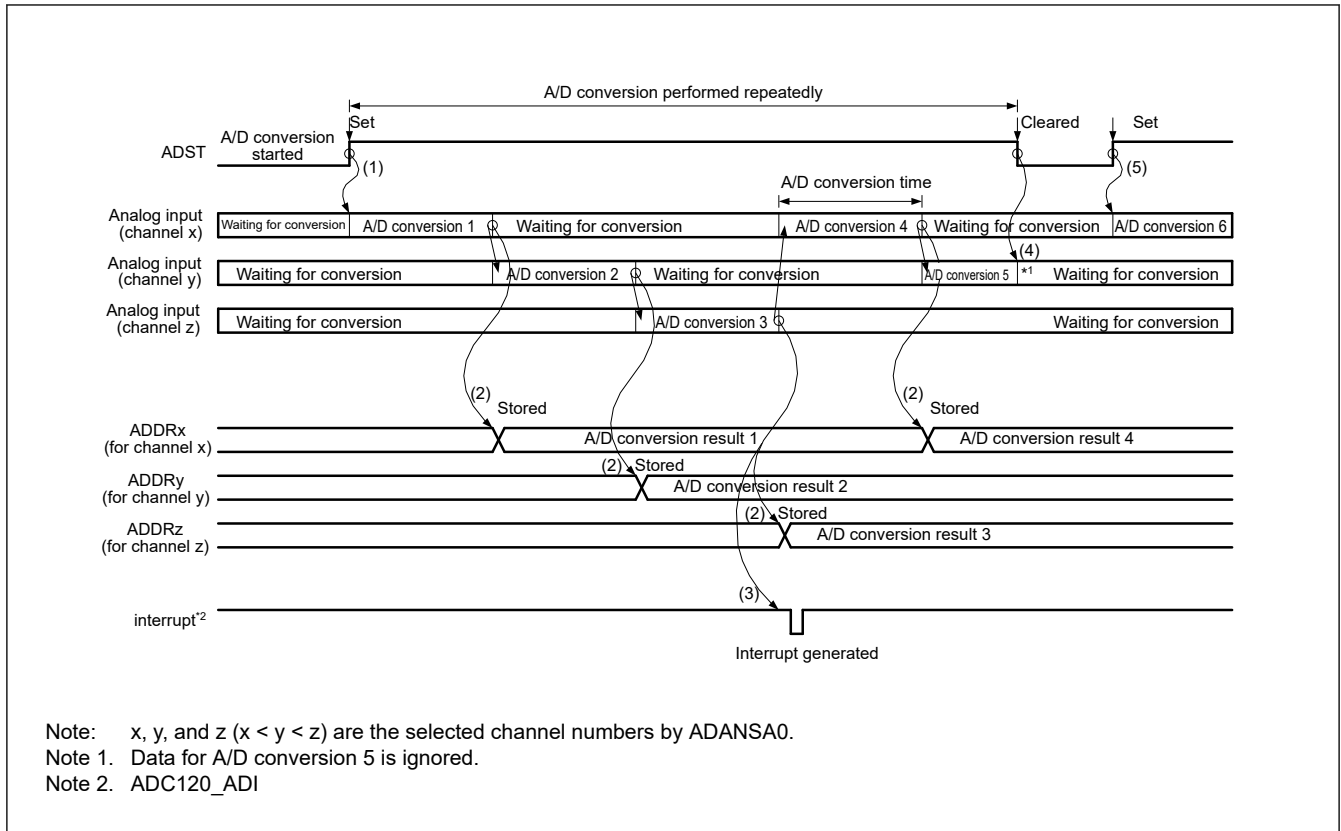 A/D conversion performed repeatedly
Set
Cleared
Set
A/D conversion
started
ADST
(1)
(5)
A/D conversion time
Analog input
(channel x)
Waiting for conversion
A/D conversion 1
Waiting for conversion
A/D conversion 4
Waiting for conversion
A/D conversion 6
(4)
Analog input
(channel y)
Waiting for conversion
A/D conversion 2
Waiting for conversion
A/D conversion 5
*1
Waiting for conversion
Analog input
(channel z)
Waiting for conversion
A/D conversion 3
Waiting for conversion
(2)
Stored
(2)
Stored
ADDRx
(for channel x)
A/D conversion result 1
A/D conversion result 4
(2)
Stored
ADDRy
(for channel y)
A/D conversion result 2
(2)
Stored
ADDRz
(for channel z)
A/D conversion result 3
(3)
interrupt*2
Interrupt generated
Note: x, y, and z (x < y < z) are the selected channel numbers by ADANSA0.
Note 1. Data for A/D conversion 5 is ignored.
Note 2. ADC120_ADI